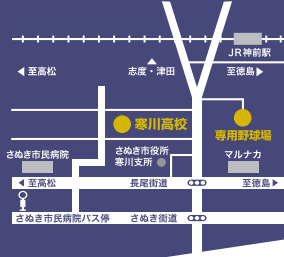 JR神前駅
至高松
志度・津田
至徳島
寒川高校
専用野球場
さぬき市民病院
さぬき市役所
寒川支所
マルナカ
至高松
長尾街道
至徳島
さぬき市民病院バス停
さぬき街道